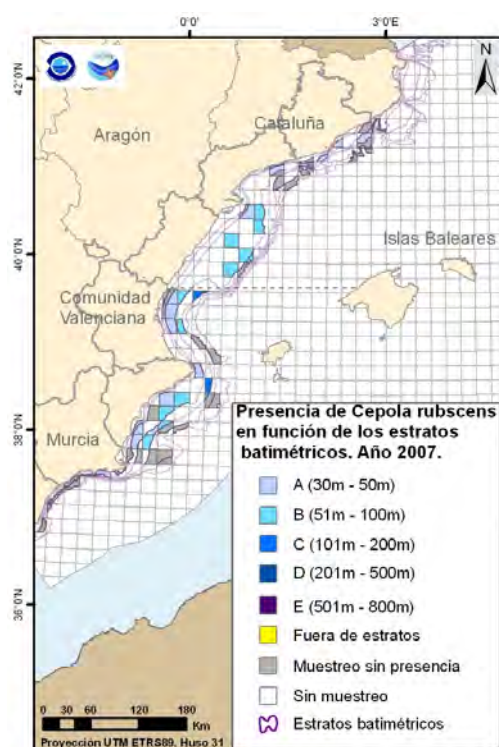 0°0'
3°0'E
42°0'N
N
Aragón
Cataluña
40°0'N
Islas Baleares
Comunidad
Valenciana
38°0'N
Murcia
36°0'N
Presencia de Cepola rubscens
en función de los estratos
batimétricos. Año 2007.
A (30m - 50m)
B (51m - 100m)
C (101m - 200m)
D (201m - 500m)
E (501m - 800m)
Fuera de estratos
Muestreo sin presencia
Sin muestreo
Estratos batimétricos
0 30 60 120 180
Km
Proyección UTM ETRS89. Huso 31